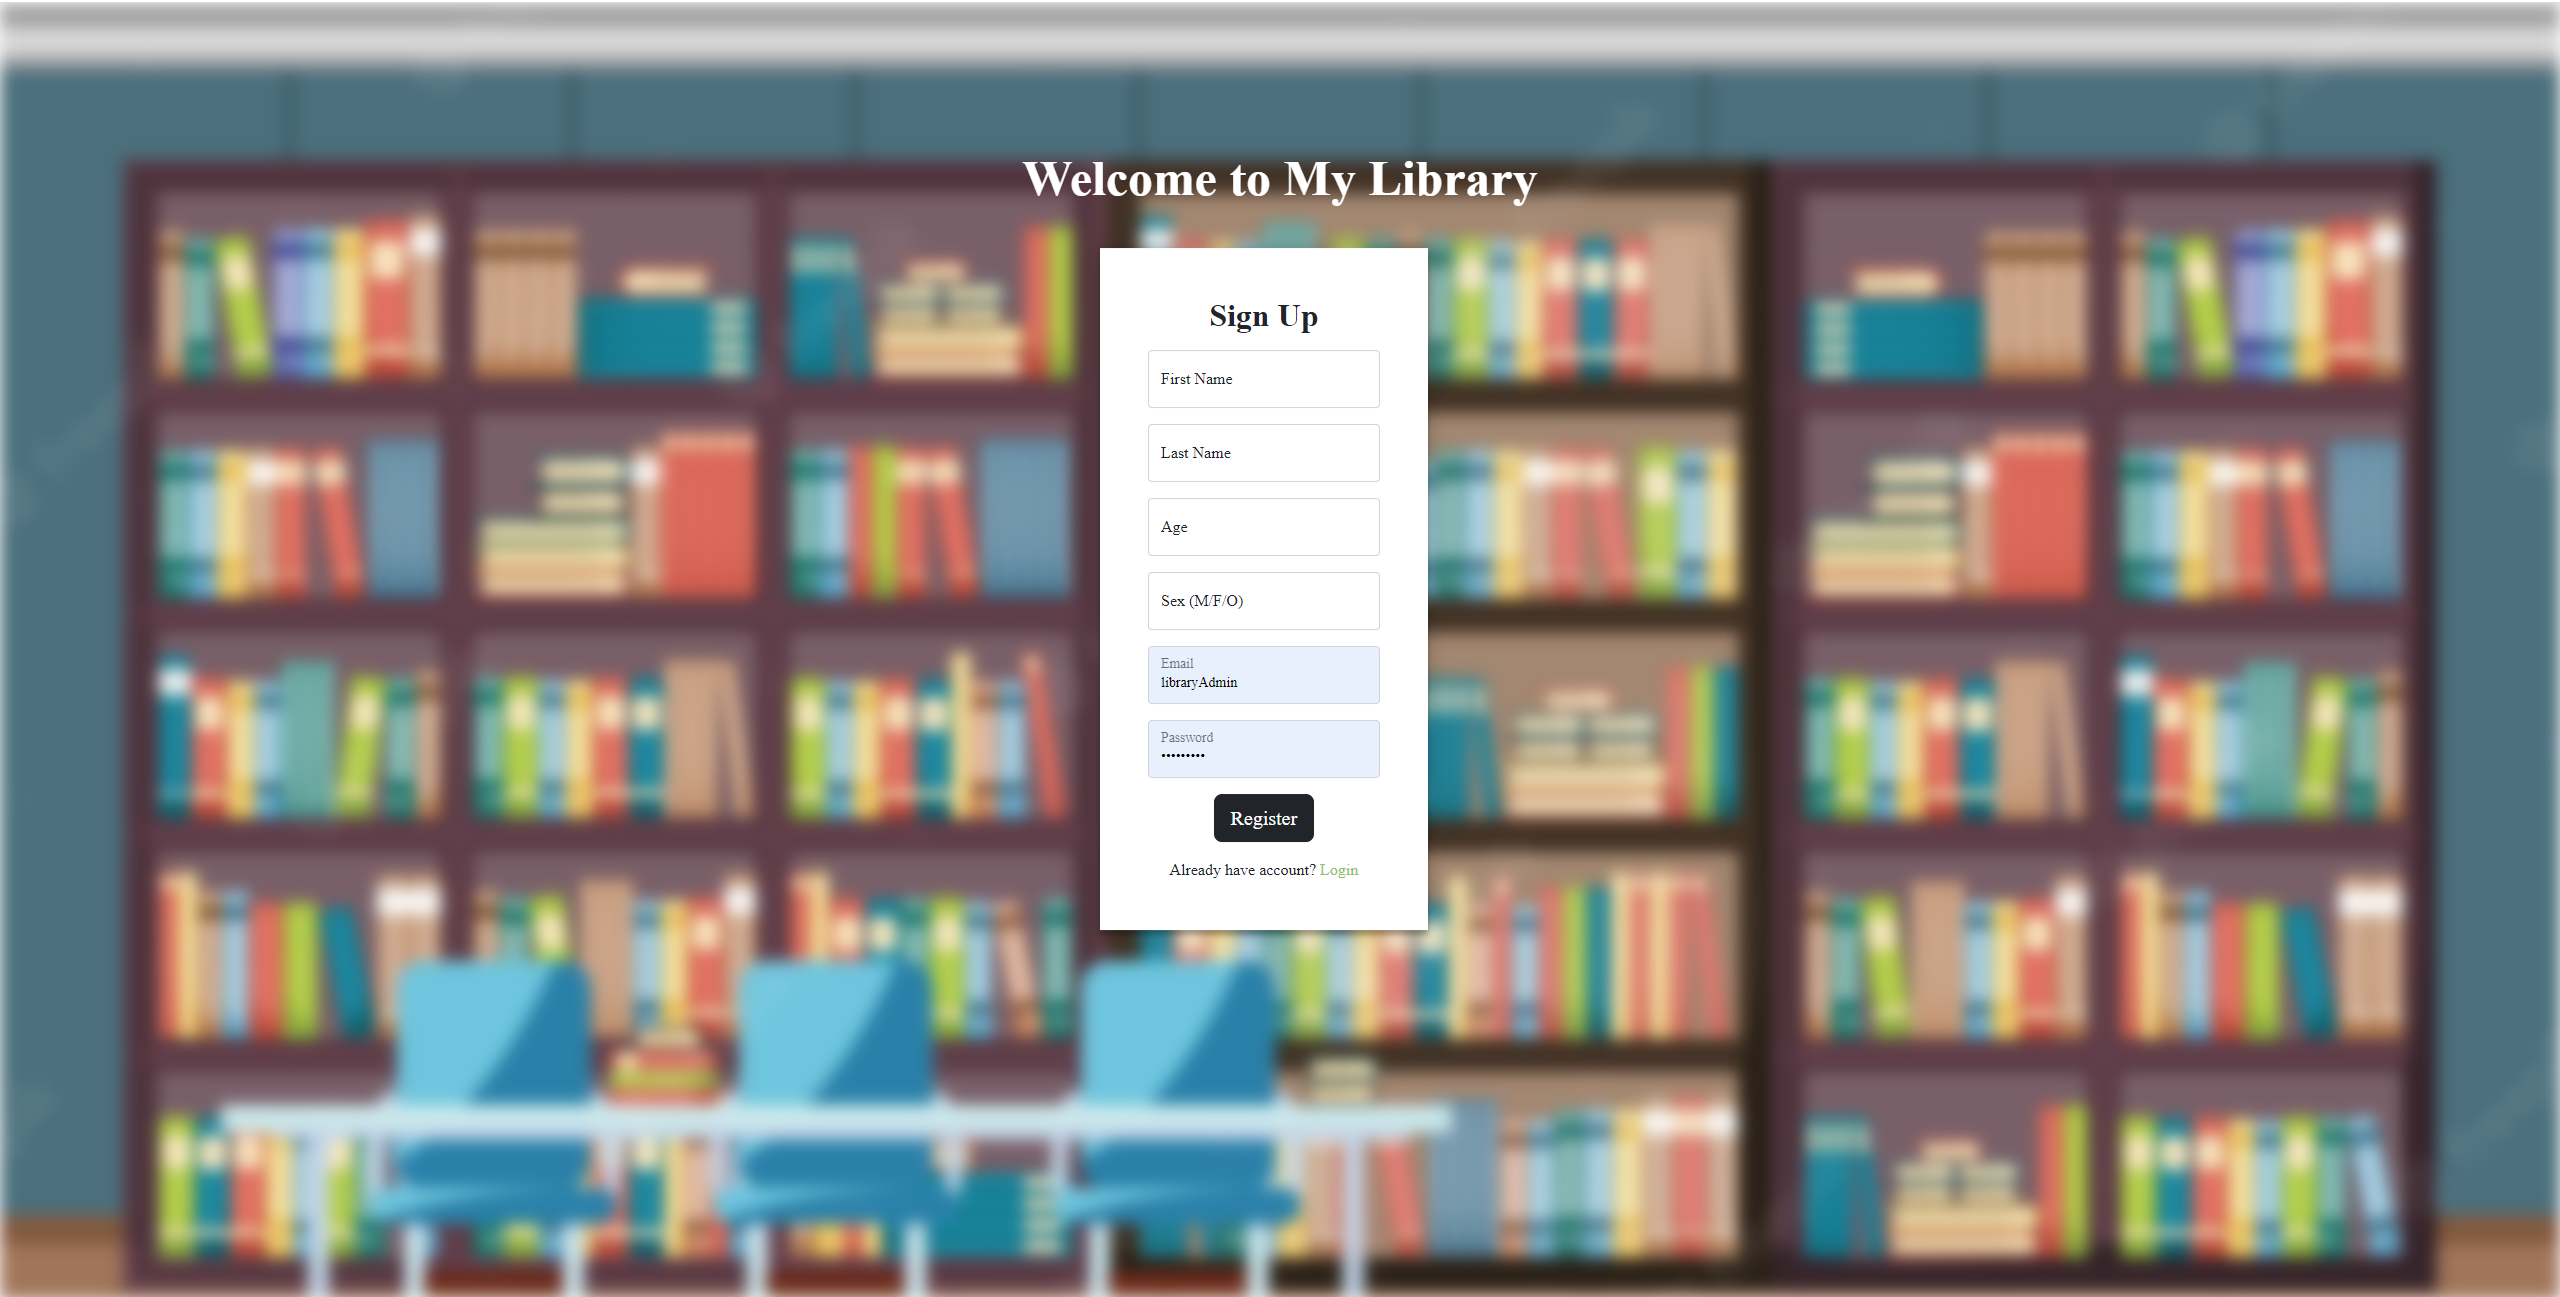 Welcome to My Library
Sign Up
First Name
Last Name
Age
Sex (M/F/O)
Email
libraryAdmin
Password
•••••••••
Register
Already have account? Login